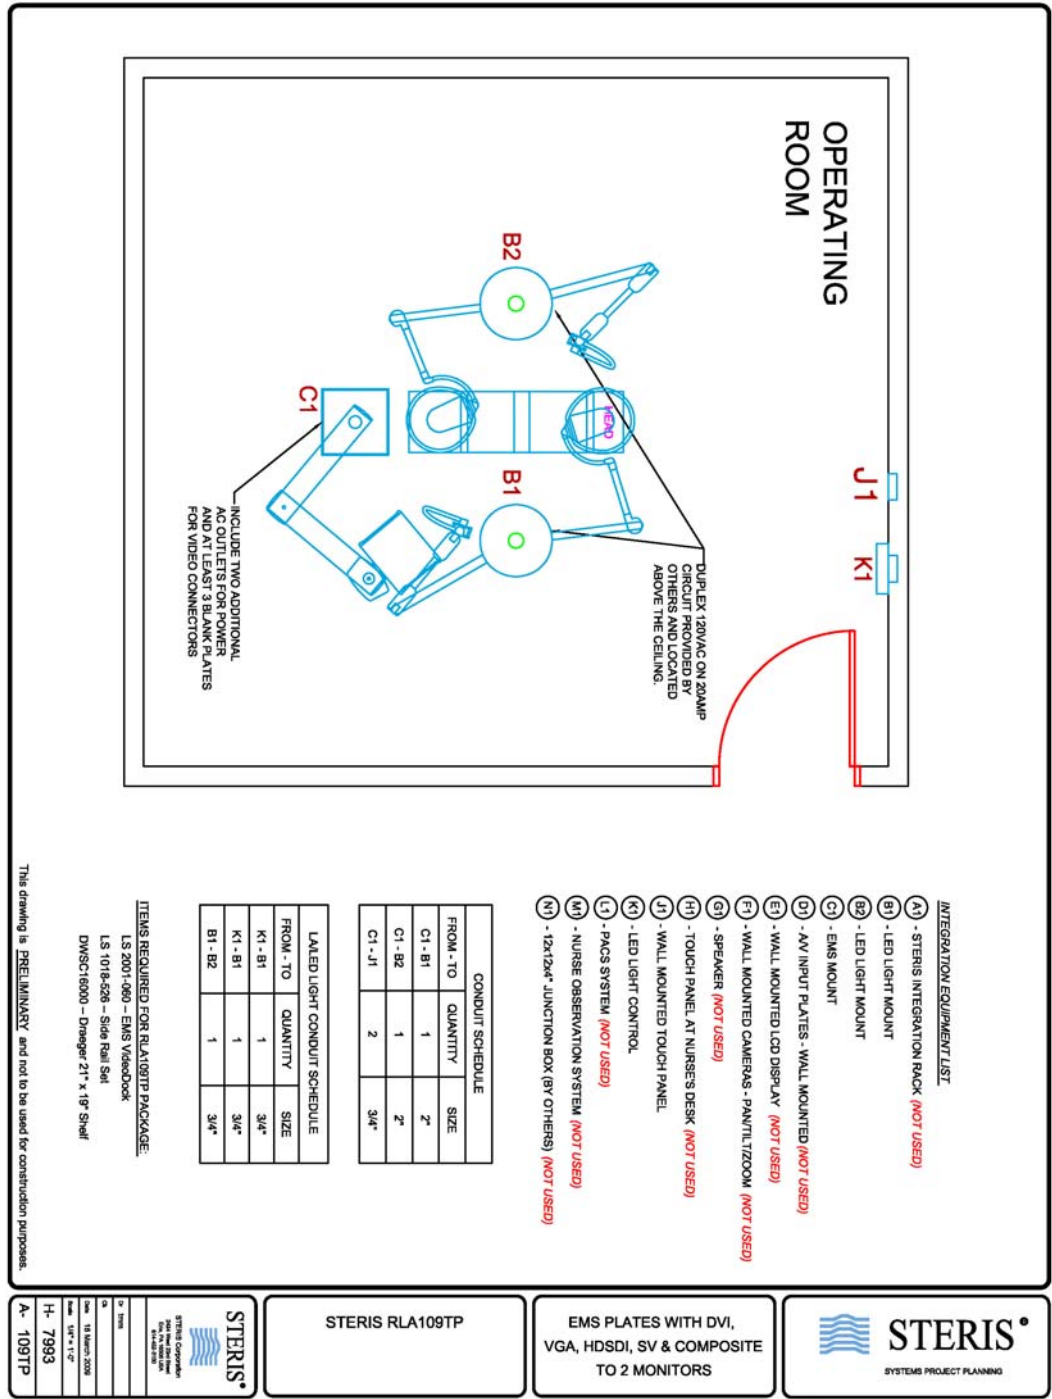 OPERATING
ROOM
B2
B1
C1
J1
K1
HEAD
DUPLEX 120VAC ON 20AMP
CIRCUIT PROVIDED BY
OTHERS AND LOCATED
ABOVE THE CEILING.
INCLUDE TWO ADDITIONAL
AC OUTLETS FOR POWER
AND AT LEAST 3 BLANK PLATES
FOR VIDEO CONNECTORS
INTEGRATION EQUIPMENT LIST
A1 - STERIS INTEGRATION RACK (NOT USED)
B1 - LED LIGHT MOUNT
B2 - LED LIGHT MOUNT
C1 - EMS MOUNT
D1 - A/V INPUT PLATES - WALL MOUNTED (NOT USED)
E1 - WALL MOUNTED LCD DISPLAY (NOT USED)
F1 - WALL MOUNTED CAMERAS - PAN/TILT/ZOOM (NOT USED)
G1 - SPEAKER (NOT USED)
H1 - TOUCH PANEL AT NURSE'S DESK (NOT USED)
J1 - WALL MOUNTED TOUCH PANEL
K1 - LED LIGHT CONTROL
L1 - PACS SYSTEM (NOT USED)
M1 - NURSE OBSERVATION SYSTEM (NOT USED)
N1 - 12x12x4" JUNCTION BOX (BY OTHERS) (NOT USED)
CONDUIT SCHEDULE
FROM - TO QUANTITY SIZE
C1 - B1 1 2"
C1 - B2 1 2"
C1 - J1 2 3/4"
LA/LED LIGHT CONDUIT SCHEDULE
FROM - TO QUANTITY SIZE
K1 - B1 1 3/4"
K1 - B1 1 3/4"
B1 - B2 1 3/4"
ITEMS REQUIRED FOR RLA109TP PACKAGE:
LS 2001-060 – EMS VideoDock
LS 1018-526 – Side Rail Set
DWSC16000 – Draeger 21" x 19" Shelf
This drawing is PRELIMINARY and not to be used for construction purposes.
STERIS®
SYSTEMS PROJECT PLANNING
EMS PLATES WITH DVI,
VGA, HDSDI, SV & COMPOSITE
TO 2 MONITORS
STERIS RLA109TP
STERIS®
STERIS Corporation
Date 18 March 2009
Scale 1/4" = 1'-0"
H- 7993
A- 109TP